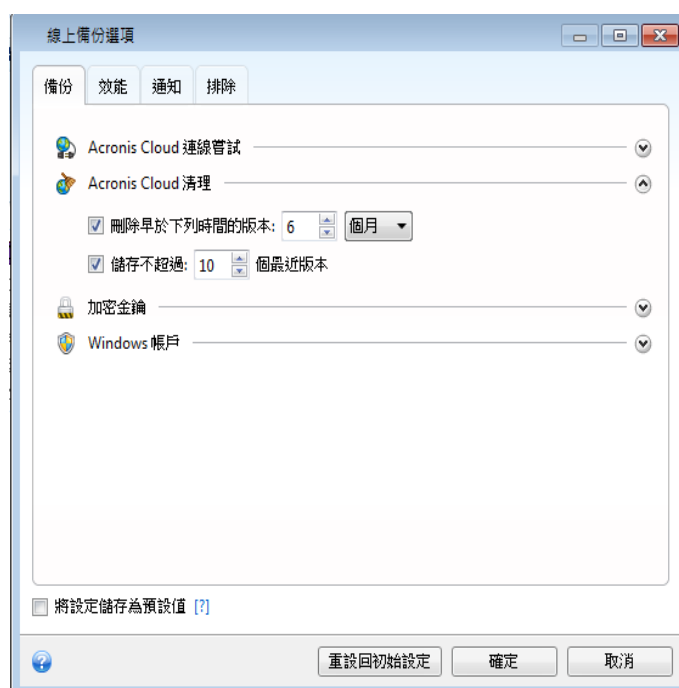 線上備份選項
備份 效能 通知 排除
Acronis Cloud 連線嘗試
Acronis Cloud 清理
刪除早於下列時間的版本: 6 個月
儲存不超過: 10 個最近版本
加密金鑰
Windows 帳戶
將設定儲存為預設值 [?]
重設回初始設定 確定 取消